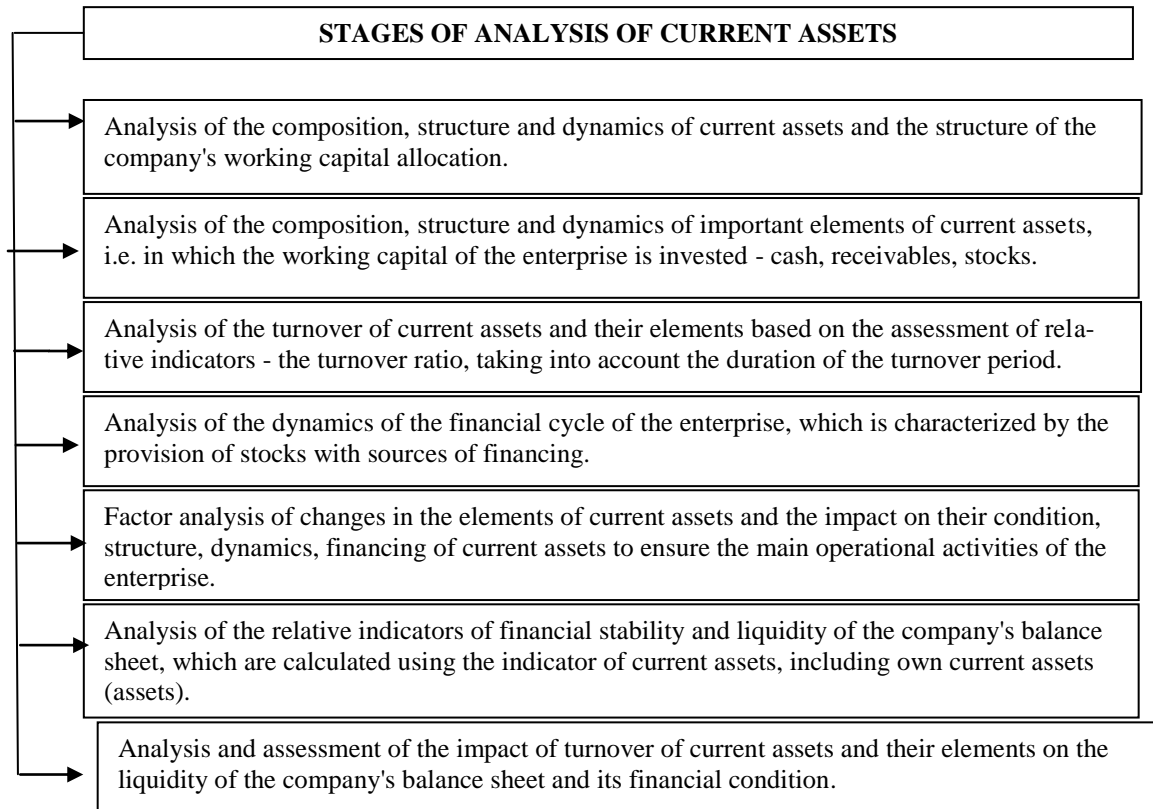 STAGES OF ANALYSIS OF CURRENT ASSETS
Analysis of the composition, structure and dynamics of current assets and the structure of the
company's working capital allocation.
Analysis of the composition, structure and dynamics of important elements of current assets,
i.e. in which the working capital of the enterprise is invested - cash, receivables, stocks.
Analysis of the turnover of current assets and their elements based on the assessment of rela-
tive indicators - the turnover ratio, taking into account the duration of the turnover period.
Analysis of the dynamics of the financial cycle of the enterprise, which is characterized by the
provision of stocks with sources of financing.
Factor analysis of changes in the elements of current assets and the impact on their condition,
structure, dynamics, financing of current assets to ensure the main operational activities of the
enterprise.
Analysis of the relative indicators of financial stability and liquidity of the company's balance
sheet, which are calculated using the indicator of current assets, including own current assets
(assets).
Analysis and assessment of the impact of turnover of current assets and their elements on the
liquidity of the company's balance sheet and its financial condition.